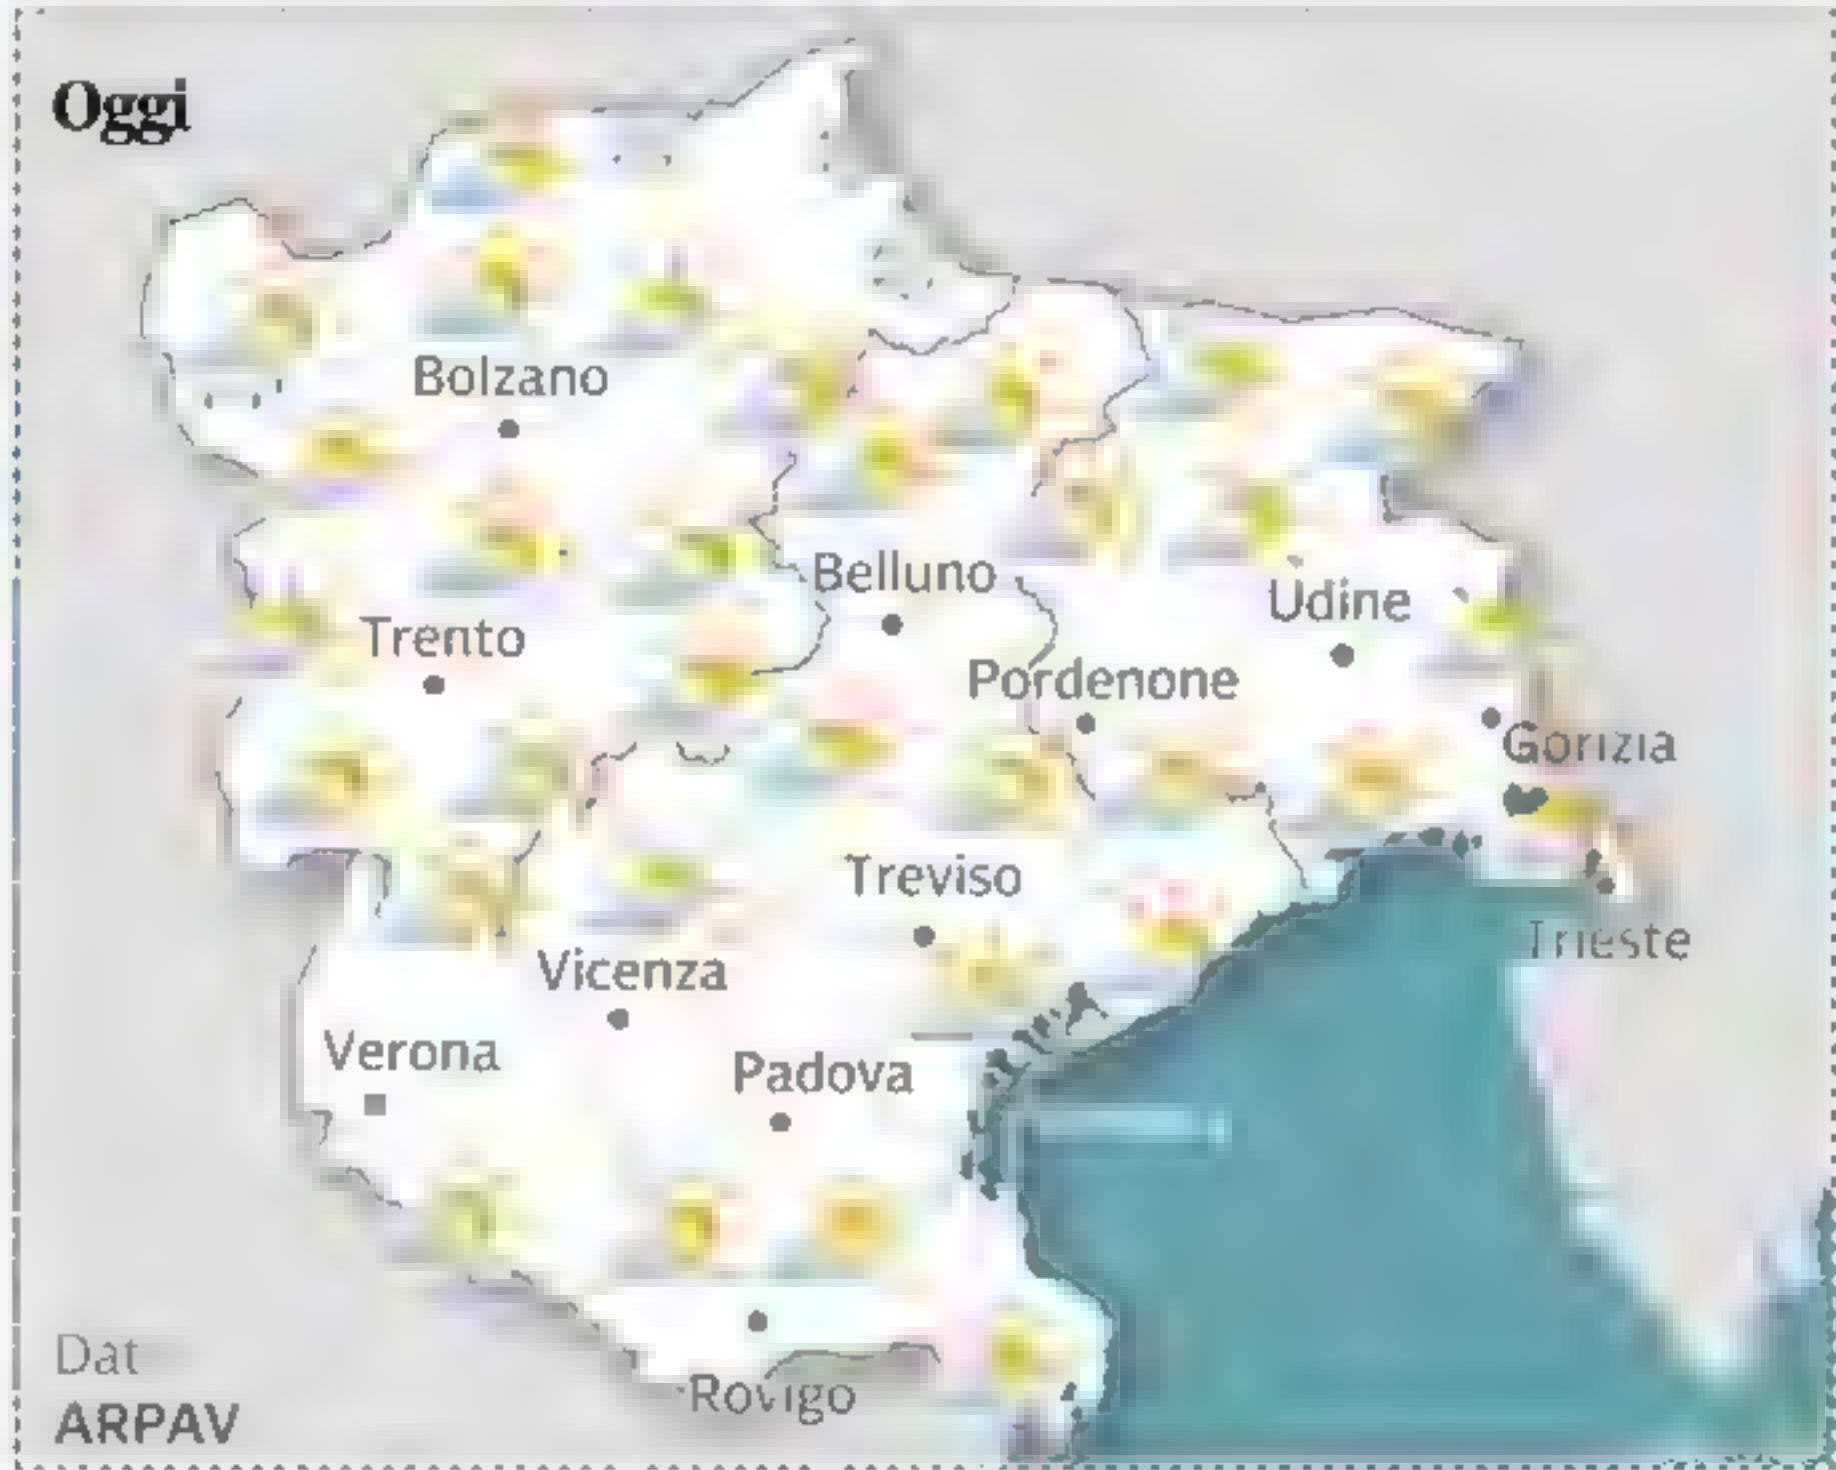 Oggi
Bolzano
Belluno
Udine
Trento
Pordenone
Gorizia
Treviso
Trieste
Vicenza
Verona
Padova
Dat
Rovigo
ARPAV